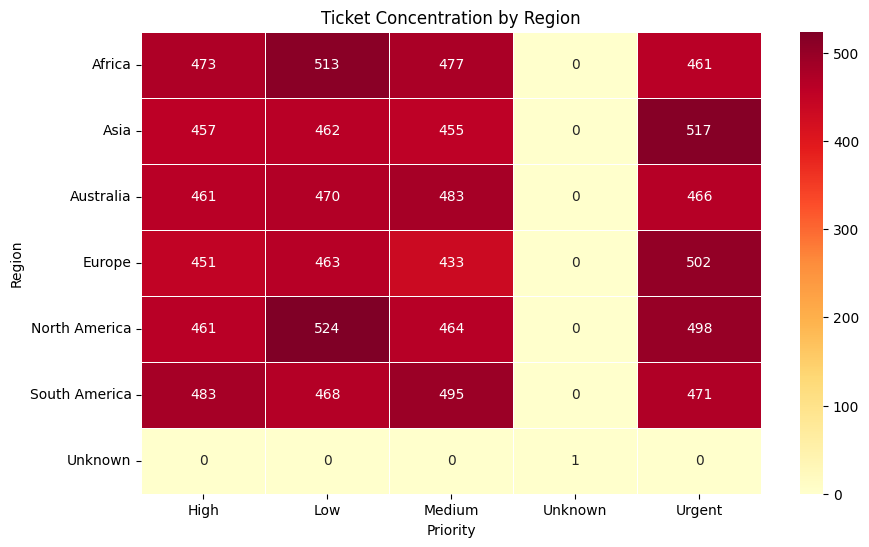 Ticket Concentration by Region
Region
Africa 473 513 477 0 461
Asia 457 462 455 0 517
Australia 461 470 483 0 466
Europe 451 463 433 0 502
North America 461 524 464 0 498
South America 483 468 495 0 471
Unknown 0 0 0 1 0
High Low Medium Unknown Urgent
Priority
500
400
300
200
100
0